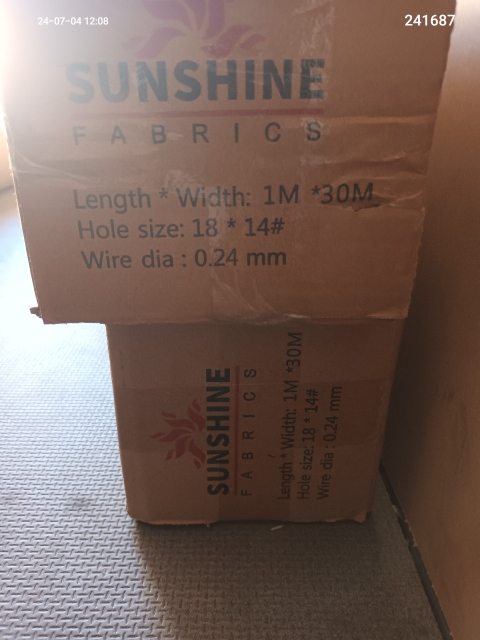 24-07-04 12:08
241687
SUNSHINE
FABRICS
Length * Width: 1M *30M
Hole size: 18 * 14#
Wire dia : 0.24 mm
SUNSHINE
FABRICS
Length * Width: 1M *30M
Hole size: 18 * 14#
Wire dia : 0.24 mm